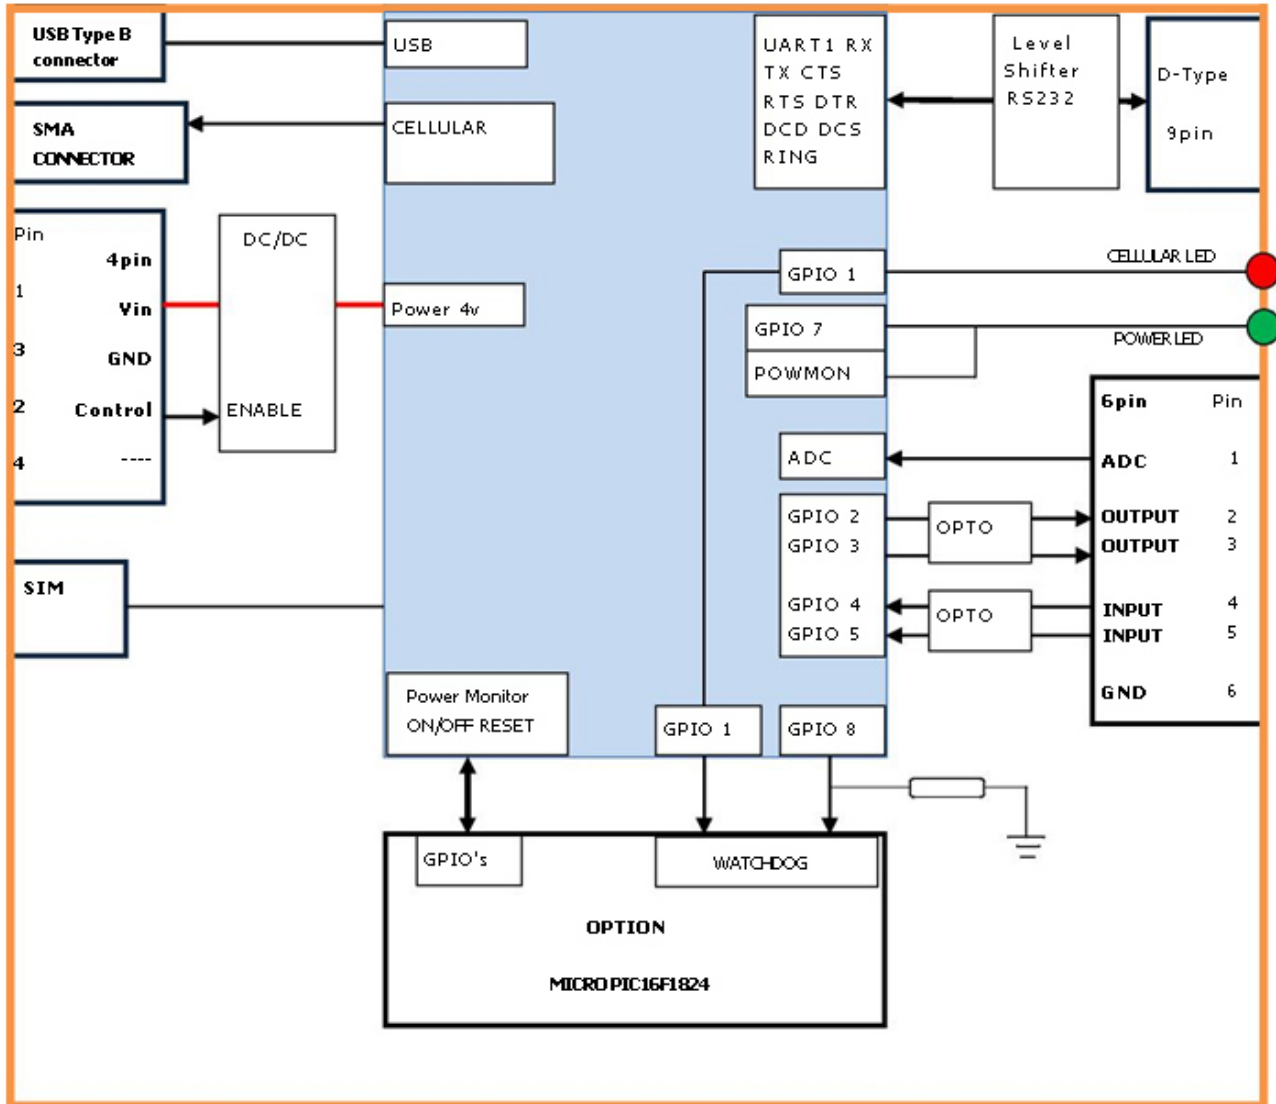 USB Type B
connector
USB
SMA
CONNECTOR
CELLULAR
UART1 RX
TX CTS
RTS DTR
DCD DCS
RING
Level
Shifter
RS232
D-Type
9pin
Pin
4pin
1
Vin
3
GND
2
Control
4
----
DC/DC
ENABLE
Power 4v
GPIO 1
CELLULAR LED
GPIO 7
POWMON
POWER LED
6pin Pin
ADC
ADC 1
GPIO 2
GPIO 3
GPIO 4
GPIO 5
OPTO
OPTO
OUTPUT 2
OUTPUT 3
INPUT 4
INPUT 5
GND 6
SIM
Power Monitor
ON/OFF RESET
GPIO 1
GPIO 8
GPIO's
WATCHDOG
OPTION
MICRO PIC16F1824